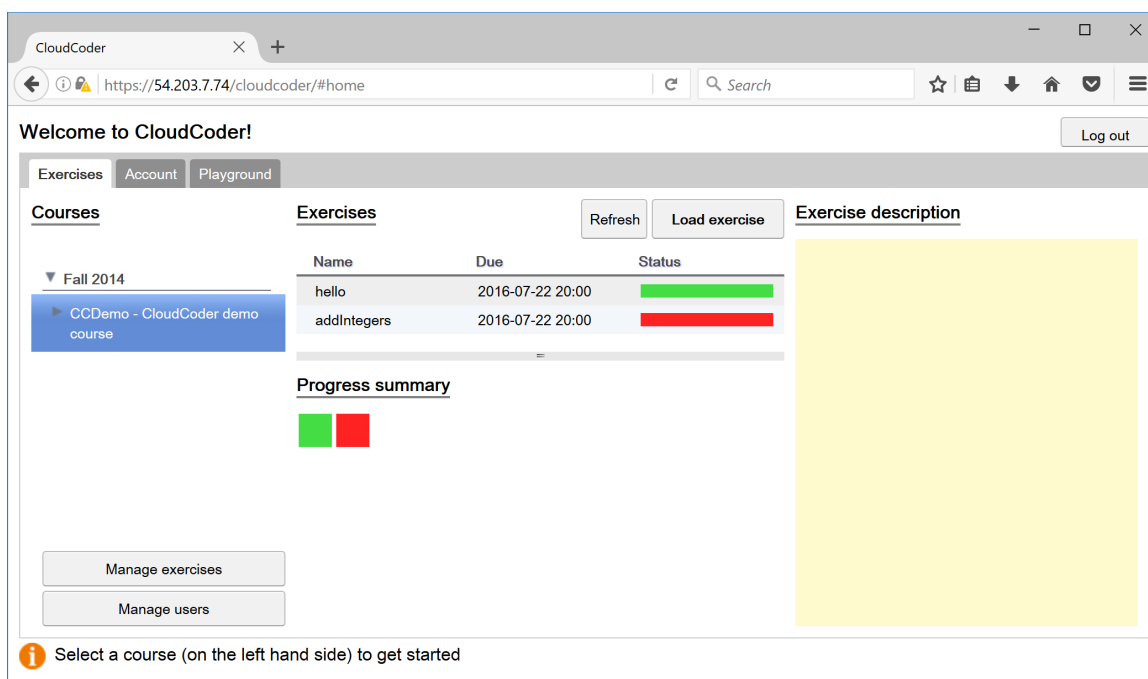 CloudCoder
https://54.203.7.74/cloudcoder/#home
Search
Welcome to CloudCoder!
Log out
Exercises Account Playground
Courses
Exercises
Refresh
Load exercise
Exercise description
Name Due Status
Fall 2014
hello 2016-07-22 20:00
CCDemo - CloudCoder demo
course
addIntegers 2016-07-22 20:00
Progress summary
Manage exercises
Manage users
Select a course (on the left hand side) to get started